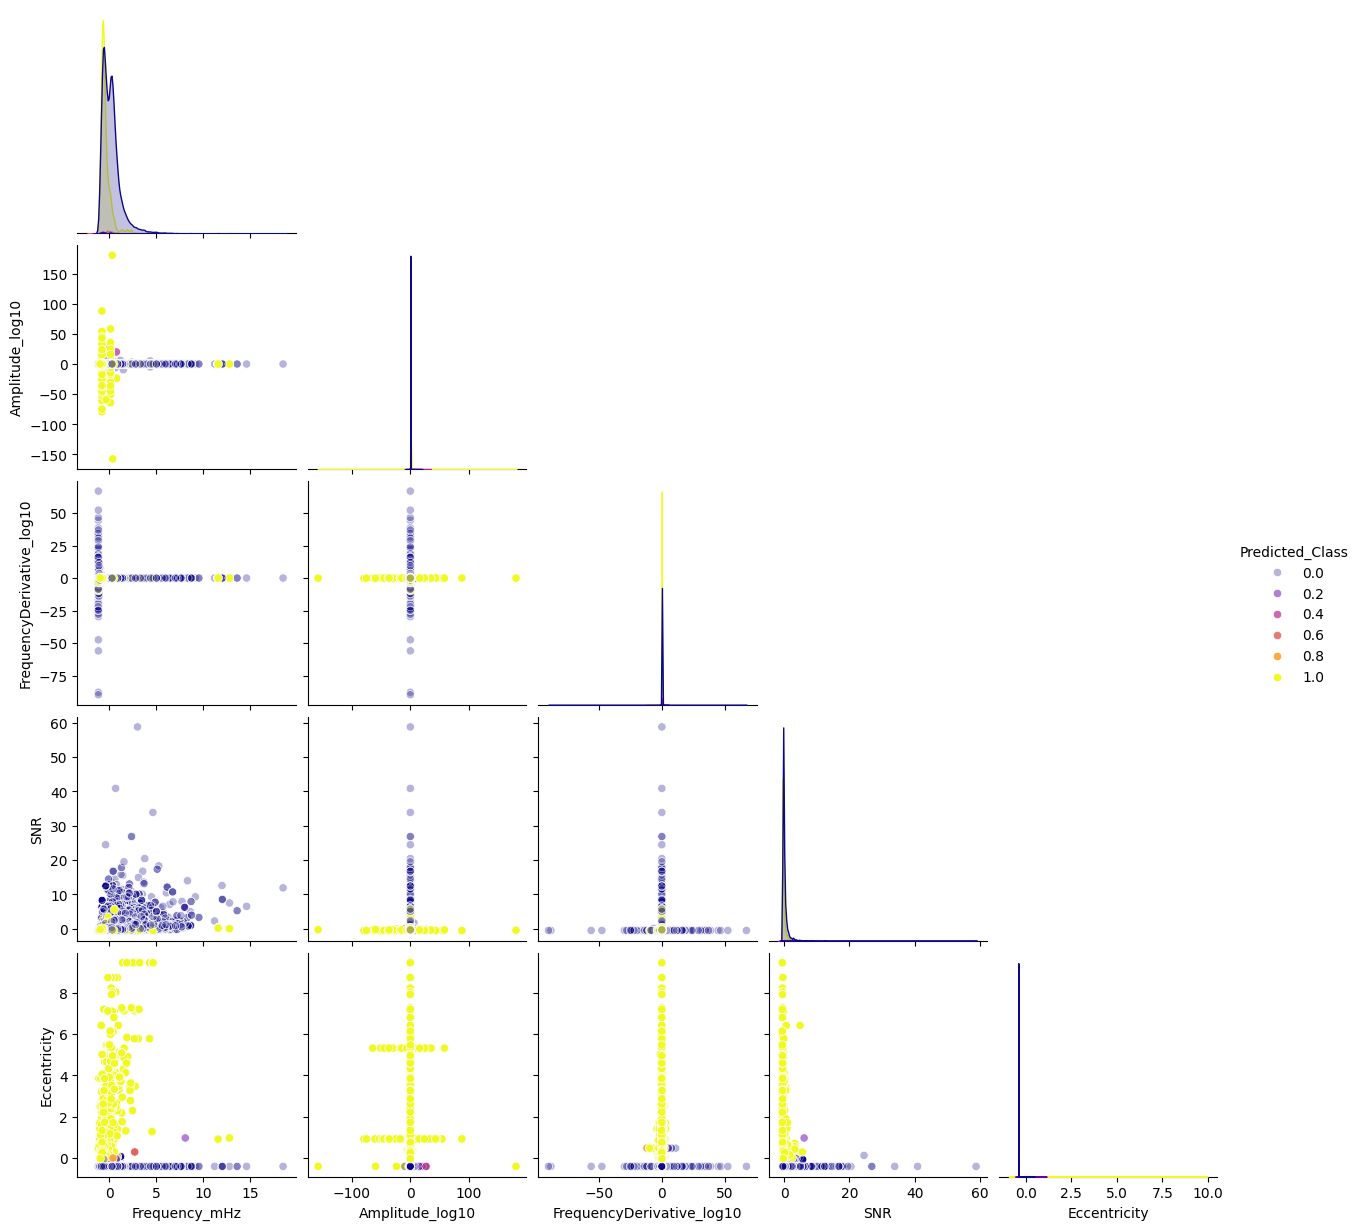 Amplitude_log10
150
100
50
0
−50
−100
−150
FrequencyDerivative_log10
50
25
0
−25
−50
−75
Predicted_Class
0.0
0.2
0.4
0.6
0.8
1.0
SNR
60
50
40
30
20
10
0
Eccentricity
8
6
4
2
0
0 5 10 15
−100 0 100
−50 0 50
0 20 40 60
0.0 2.5 5.0 7.5 10.0
Frequency_mHz
Amplitude_log10
FrequencyDerivative_log10
SNR
Eccentricity